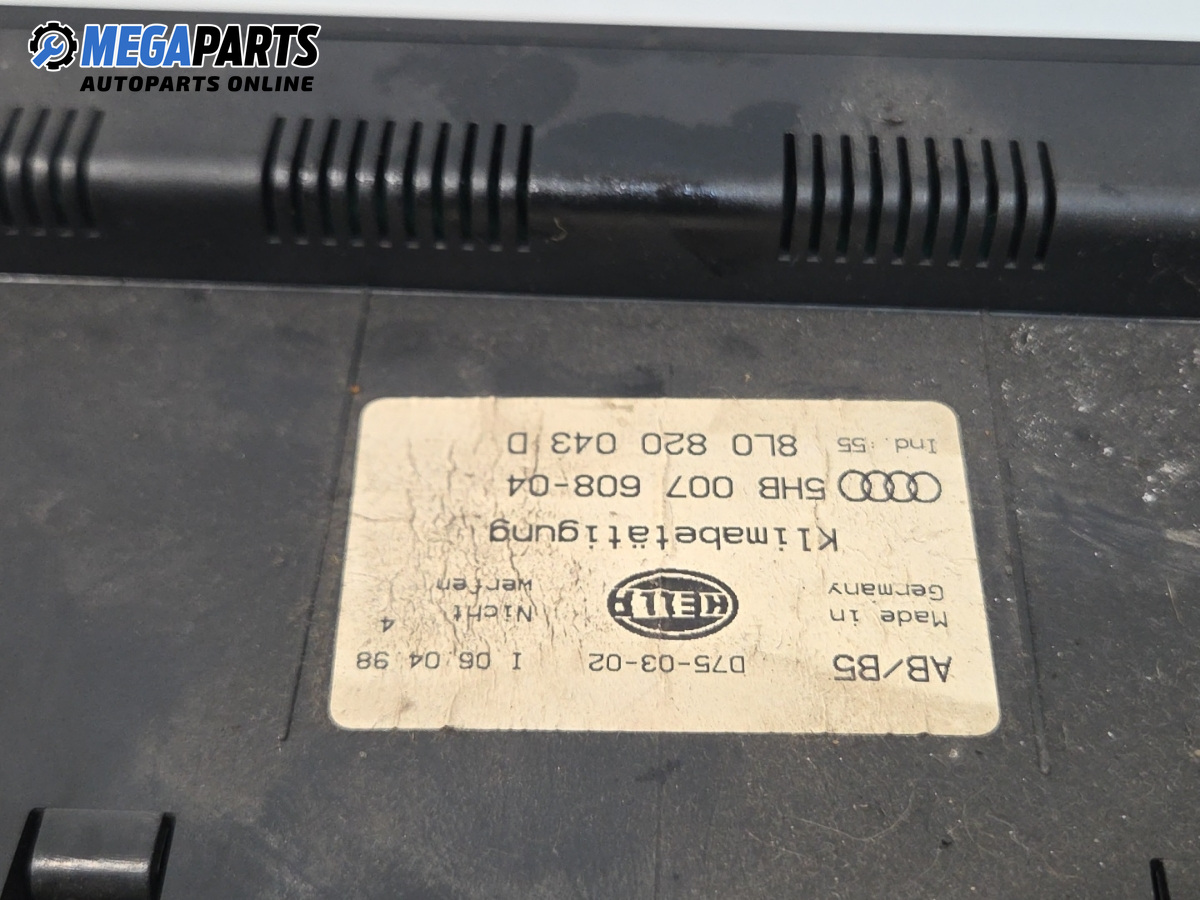 MEGAPARTS
AUTOPARTS ONLINE
AB/B5 D75-03-02 I 06.04.98
Made in Nicht 4
Germany HELLA werfen
Klimabetätigung
5HB 007 608-04
Ind.:55 8L0 820 043 D